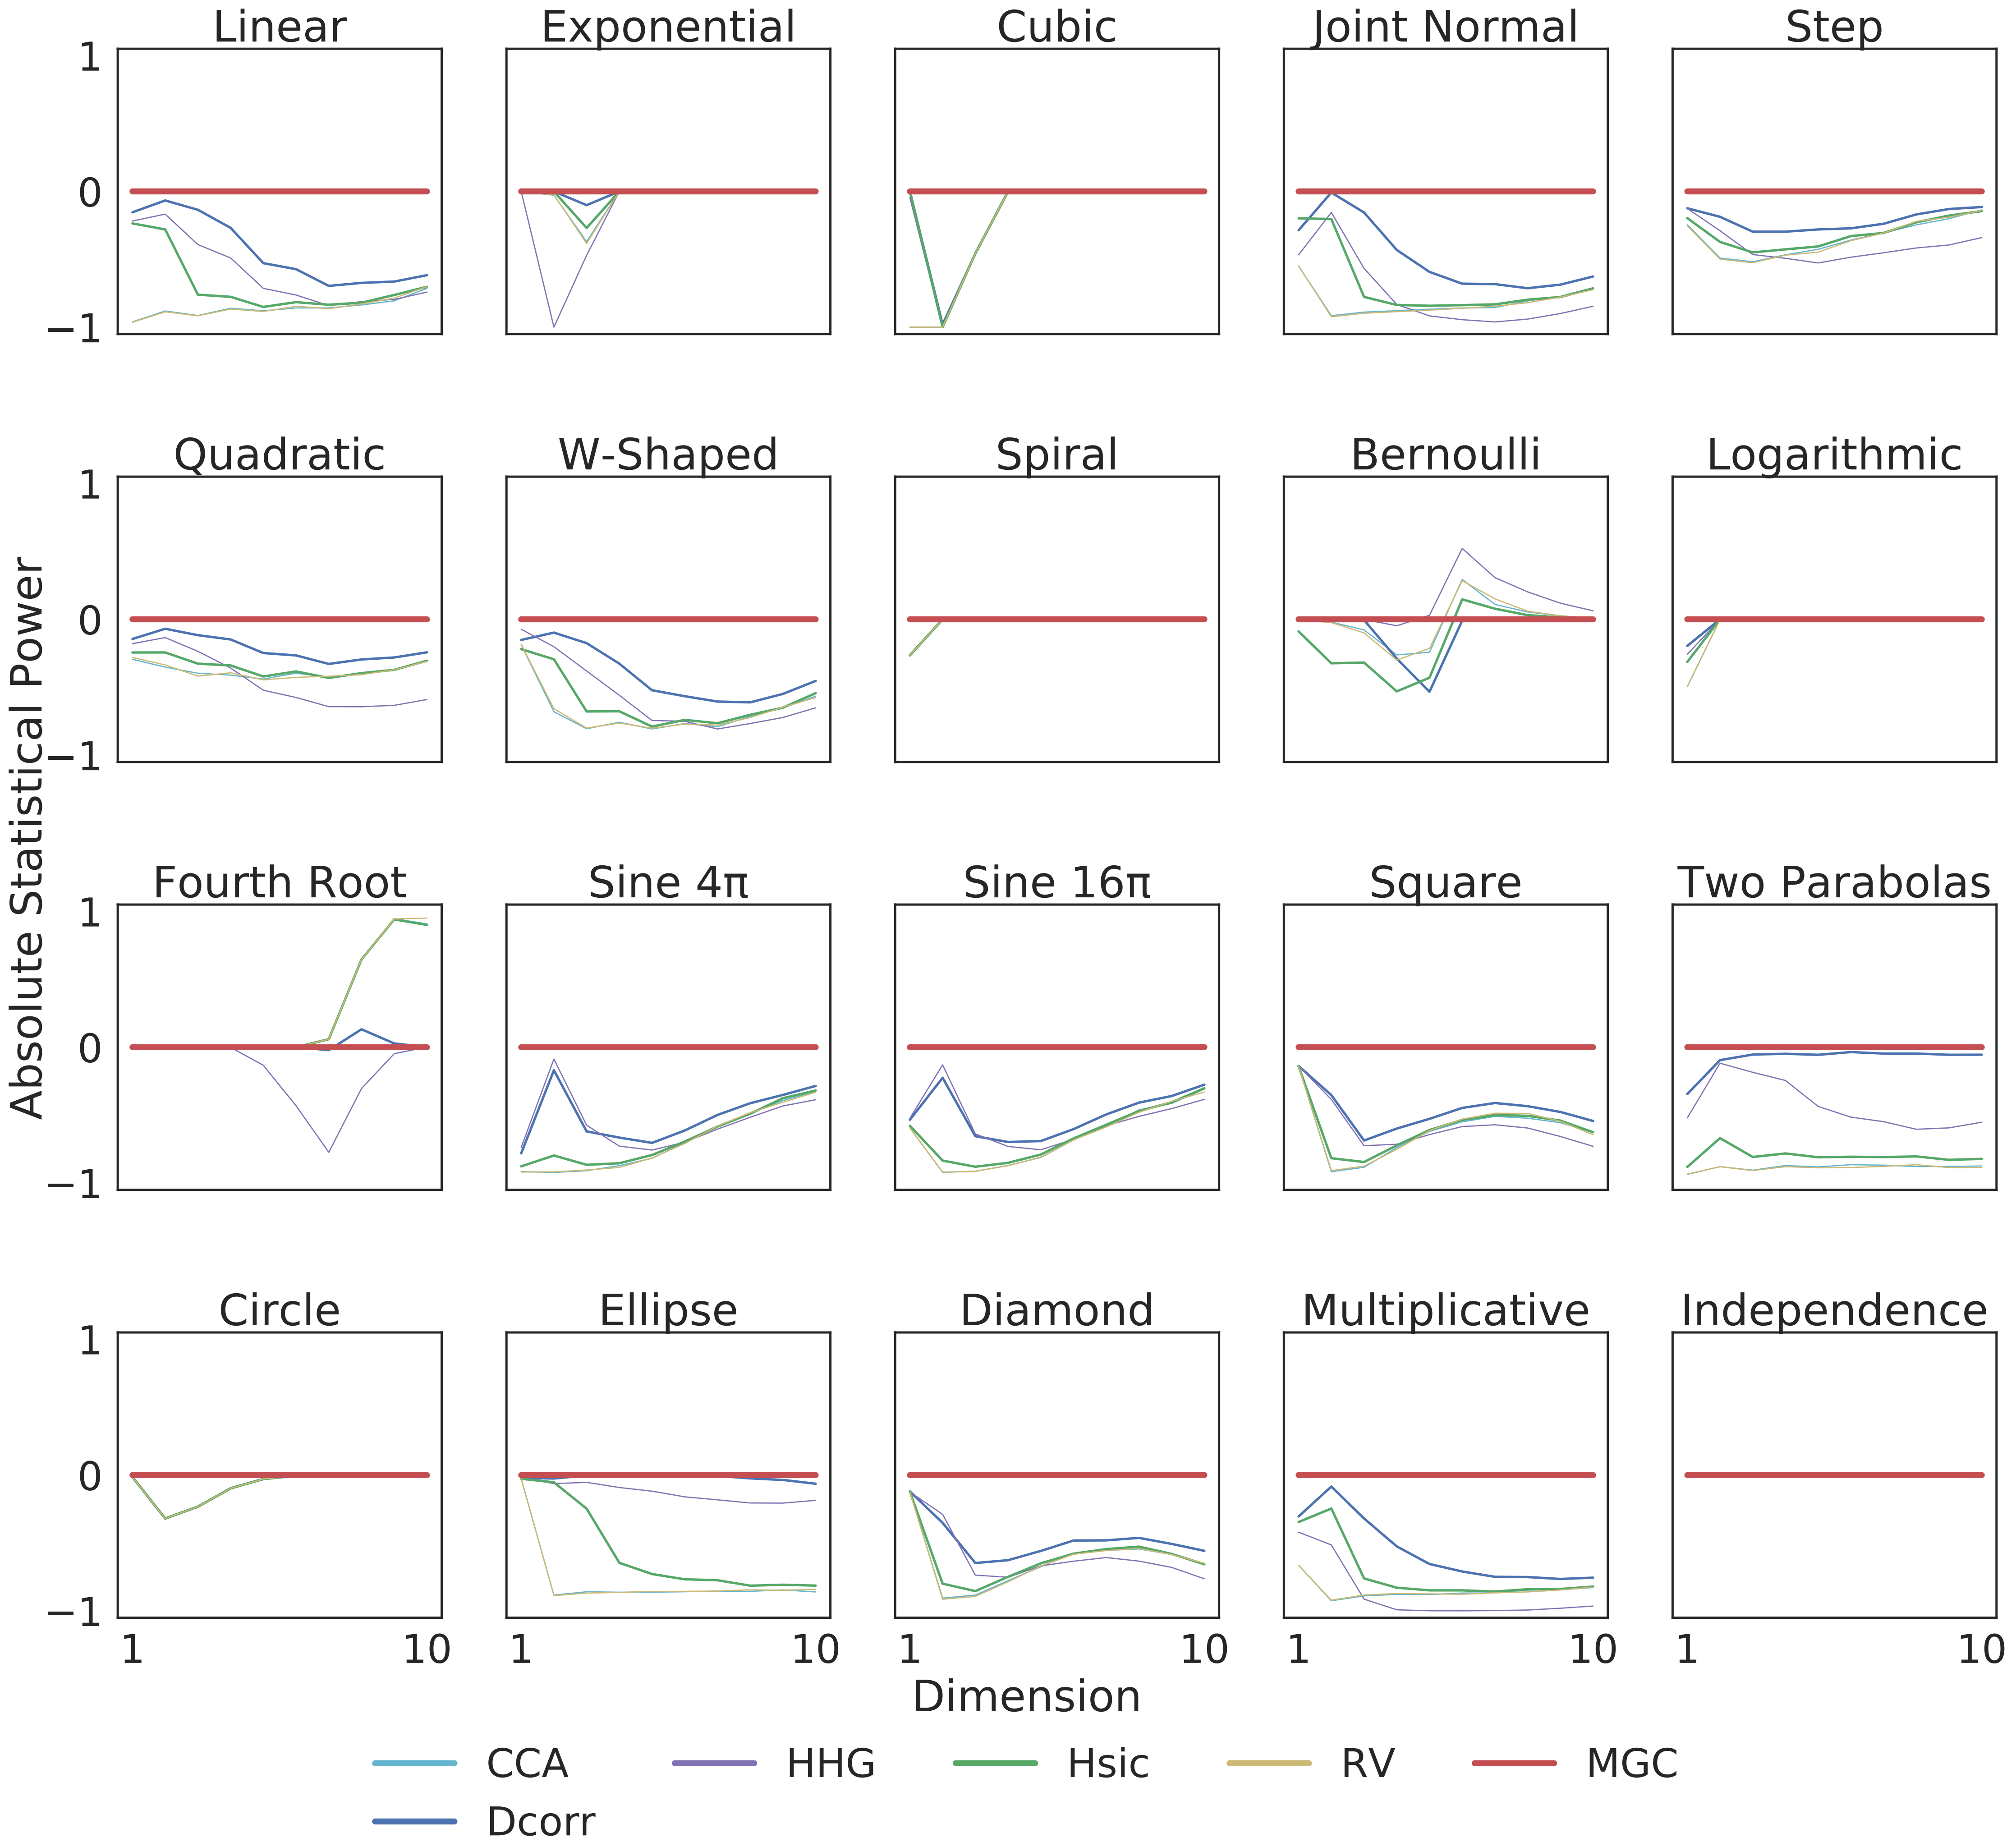 Linear Exponential Cubic Joint Normal Step
1
0
−1
Quadratic W-Shaped Spiral Bernoulli Logarithmic
1
0
−1
Absolute Statistical Power
Fourth Root Sine 4π Sine 16π Square Two Parabolas
1
0
−1
Circle Ellipse Diamond Multiplicative Independence
1
0
−1
1 10 1 10 1 10 1 10 1 10
Dimension
CCA HHG Hsic RV MGC
Dcorr